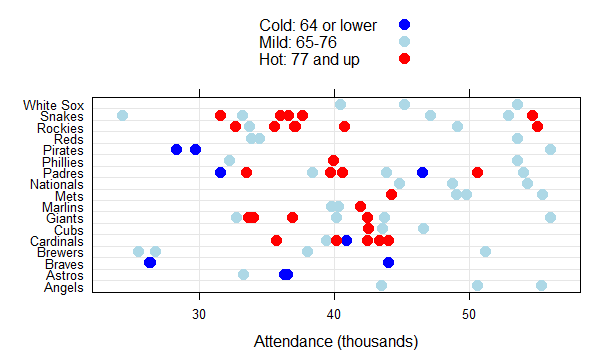 Cold: 64 or lower
Mild: 65-76
Hot: 77 and up
White Sox
Snakes
Rockies
Reds
Pirates
Phillies
Padres
Nationals
Mets
Marlins
Giants
Cubs
Cardinals
Brewers
Braves
Astros
Angels
30 40 50
Attendance (thousands)